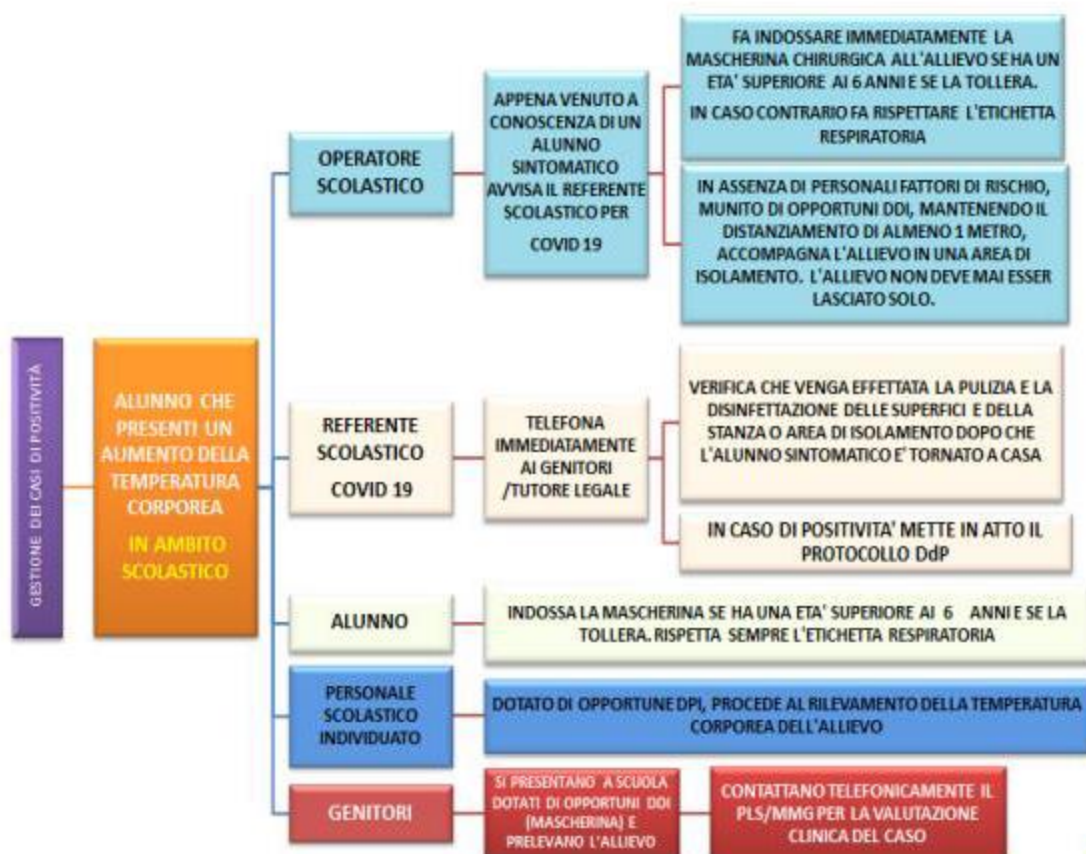 GESTIONE DEI CASI DI POSITIVITÀ
ALUNNO CHE
PRESENTI UN
AUMENTO DELLA
TEMPERATURA
CORPOREA
IN AMBITO
SCOLASTICO
OPERATORE
SCOLASTICO
APPENA VENUTO A
CONOSCENZA DI UN
ALUNNO
SINTOMATICO
AVVISA IL REFERENTE
SCOLASTICO PER
COVID 19
FA INDOSSARE IMMEDIATAMENTE LA
MASCHERINA CHIRURGICA ALL'ALLIEVO SE HA UN
ETA' SUPERIORE AI 6 ANNI E SE LA TOLLERA.
IN CASO CONTRARIO FA RISPETTARE L'ETICHETTA
RESPIRATORIA
IN ASSENZA DI PERSONALI FATTORI DI RISCHIO,
MUNITO DI OPPORTUNI DDI, MANTENENDO IL
DISTANZIAMENTO DI ALMENO 1 METRO,
ACCOMPAGNA L'ALLIEVO IN UNA AREA DI
ISOLAMENTO. L'ALLIEVO NON DEVE MAI ESSER
LASCIATO SOLO.
REFERENTE
SCOLASTICO
COVID 19
TELEFONA
IMMEDIATAMENTE
AI GENITORI
/TUTORE LEGALE
VERIFICA CHE VENGA EFFETTATA LA PULIZIA E LA
DISINFETTAZIONE DELLE SUPERFICI E DELLA
STANZA O AREA DI ISOLAMENTO DOPO CHE
L'ALUNNO SINTOMATICO E' TORNATO A CASA
IN CASO DI POSITIVITA' METTE IN ATTO IL
PROTOCOLLO DdP
ALUNNO
INDOSSA LA MASCHERINA SE HA UNA ETA' SUPERIORE AI 6 ANNI E SE LA
TOLLERA. RISPETTA SEMPRE L'ETICHETTA RESPIRATORIA
PERSONALE
SCOLASTICO
INDIVIDUATO
DOTATO DI OPPORTUNE DPI, PROCEDE AL RILEVAMENTO DELLA TEMPERATURA
CORPOREA DELL'ALLIEVO
GENITORI
SI PRESENTANO A SCUOLA
DOTATI DI OPPORTUNI DDI
(MASCHERINA) E
PRELEVANO L'ALLIEVO
CONTATTANO TELEFONICAMENTE IL
PLS/MMG PER LA VALUTAZIONE
CLINICA DEL CASO